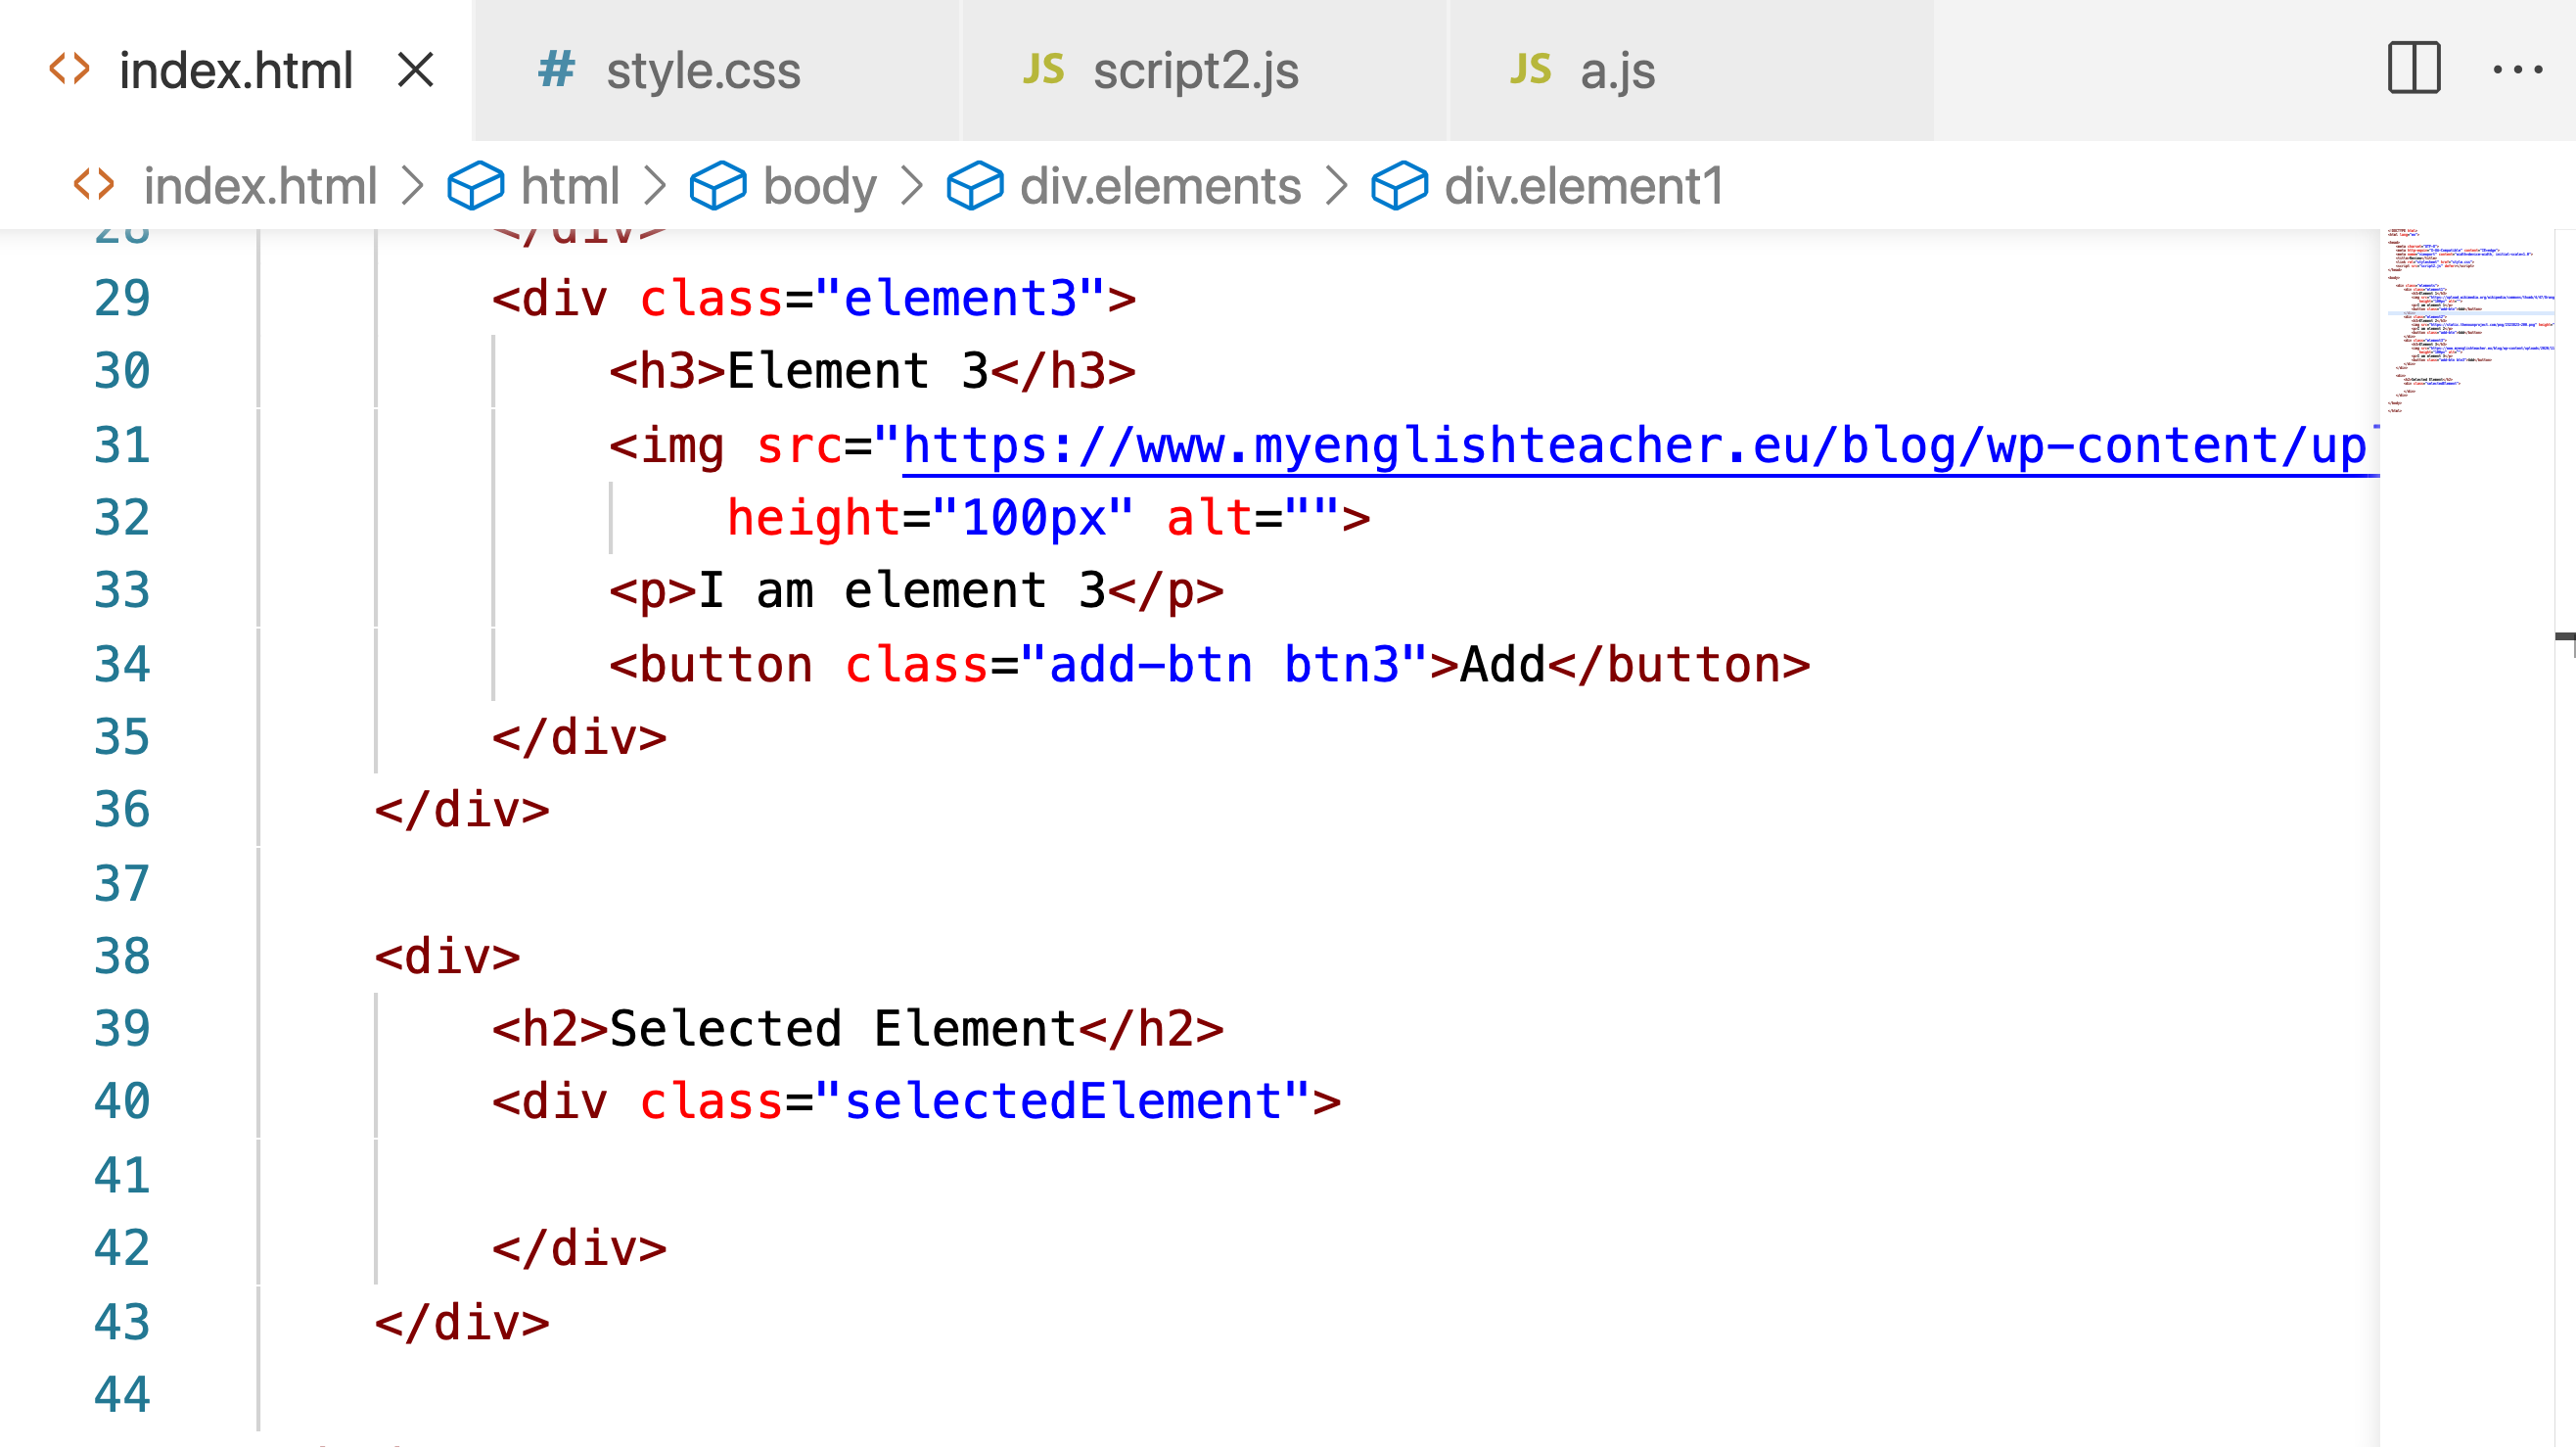 index.html
# style.css
JS script2.js
JS a.js
index.html > html > body > div.elements > div.element1
28 </div>
29 <div class="element3">
30 <h3>Element 3</h3>
31 <img src="https://www.myenglishteacher.eu/blog/wp-content/up
32 height="100px" alt="">
33 <p>I am element 3</p>
34 <button class="add-btn btn3">Add</button>
35 </div>
36 </div>
37
38 <div>
39 <h2>Selected Element</h2>
40 <div class="selectedElement">
41
42 </div>
43 </div>
44